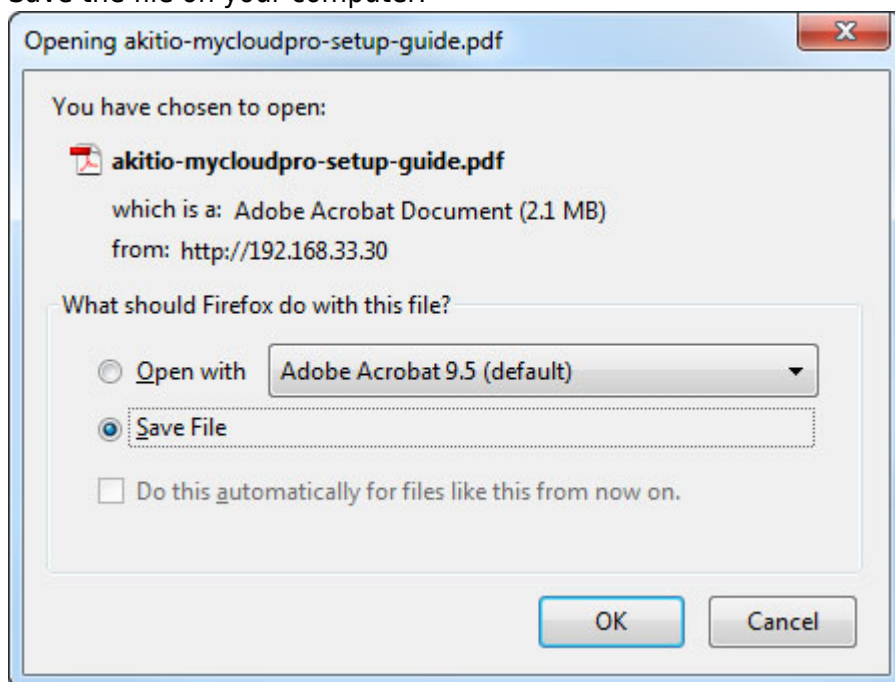 Save the file on your computer.
Opening akitio-mycloudpro-setup-guide.pdf
You have chosen to open:
akitio-mycloudpro-setup-guide.pdf
which is a: Adobe Acrobat Document (2.1 MB)
from: http://192.168.33.30
What should Firefox do with this file?
Open with Adobe Acrobat 9.5 (default)
Save File
Do this automatically for files like this from now on.
OK Cancel